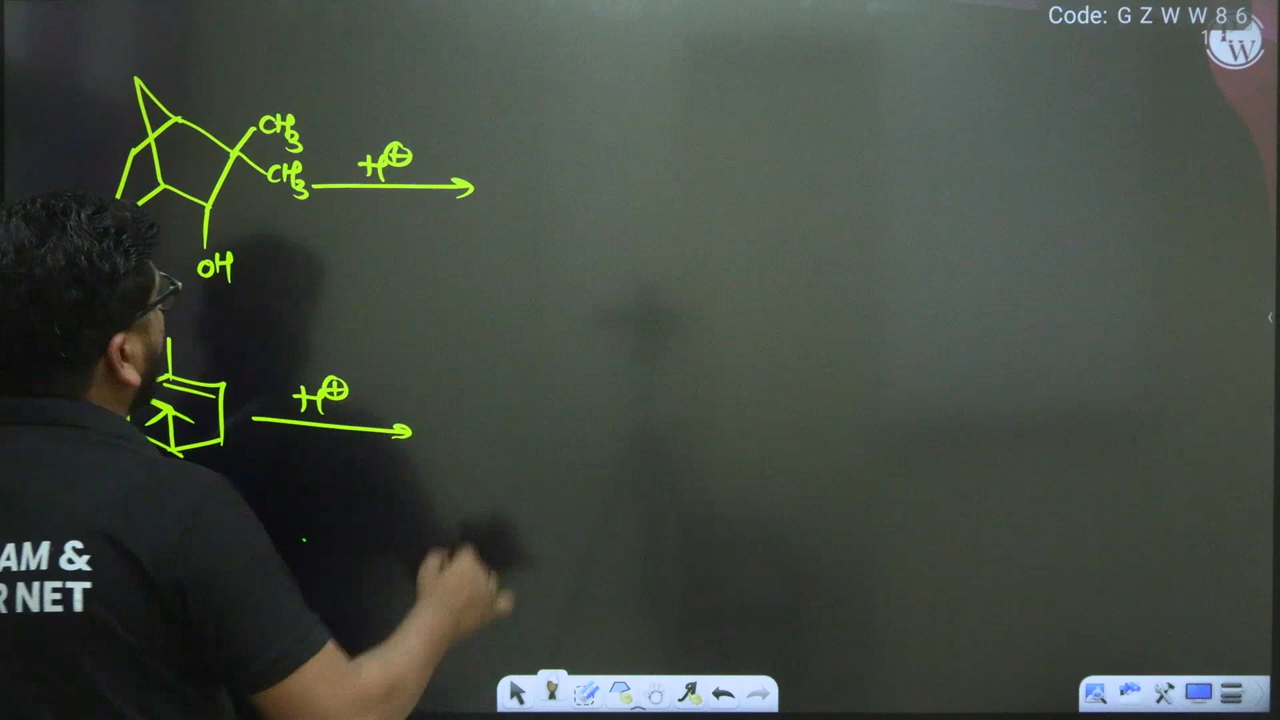 Code: G Z W W 8 6
W
CH3
CH3
H⊕
OH
H⊕
AM &
R NET